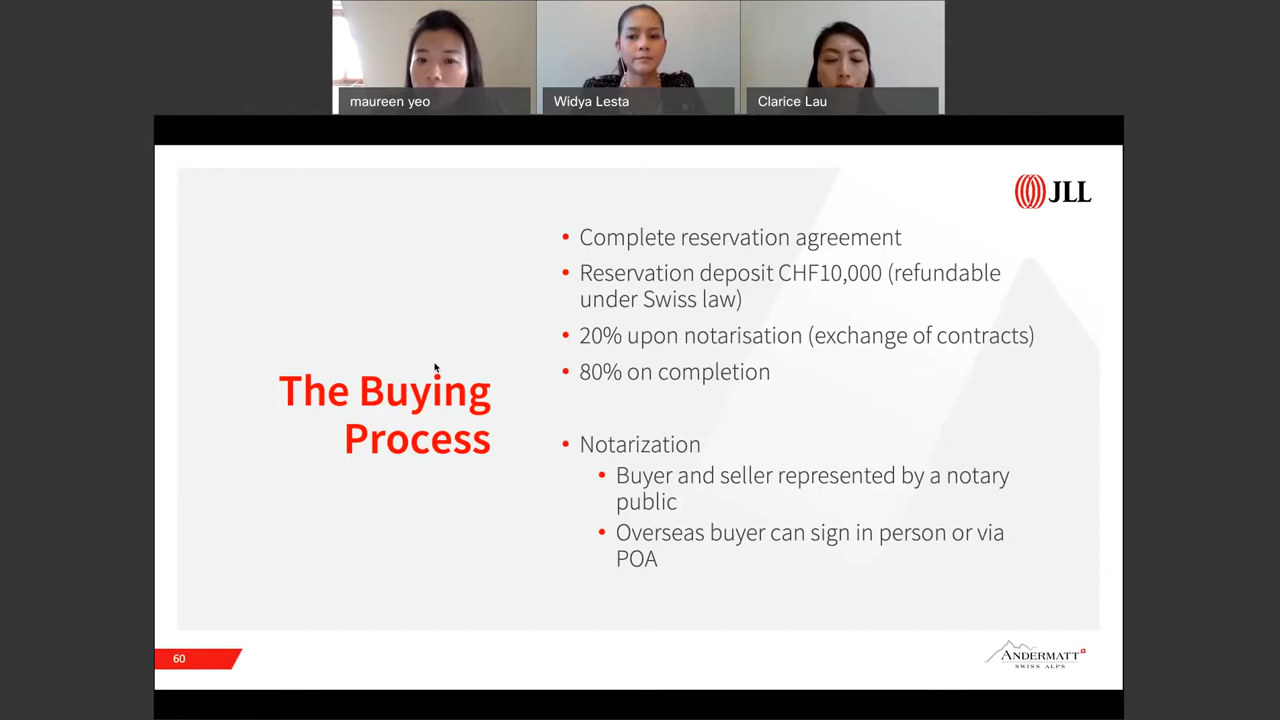 maureen yeo
Widya Lesta
Clarice Lau
JLL
The Buying
Process
• Complete reservation agreement
• Reservation deposit CHF10,000 (refundable
under Swiss law)
• 20% upon notarisation (exchange of contracts)
• 80% on completion
• Notarization
• Buyer and seller represented by a notary
public
• Overseas buyer can sign in person or via
POA
60
ANDERMATT
SWISS ALPS